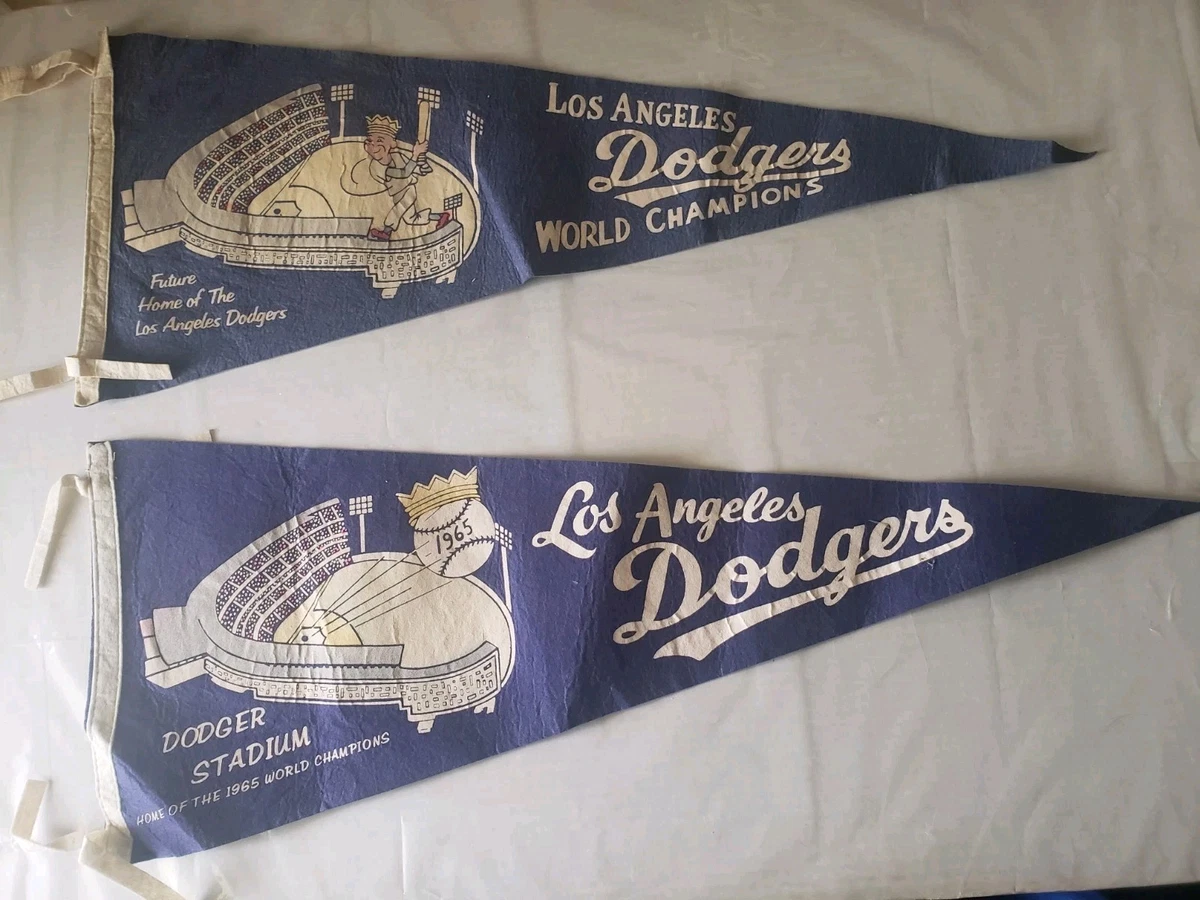 Los Angeles
Dodgers
World Champions
Future
Home of The
Los Angeles Dodgers
1965
Los Angeles
Dodgers
DODGER
STADIUM
HOME OF THE 1965 WORLD CHAMPIONS